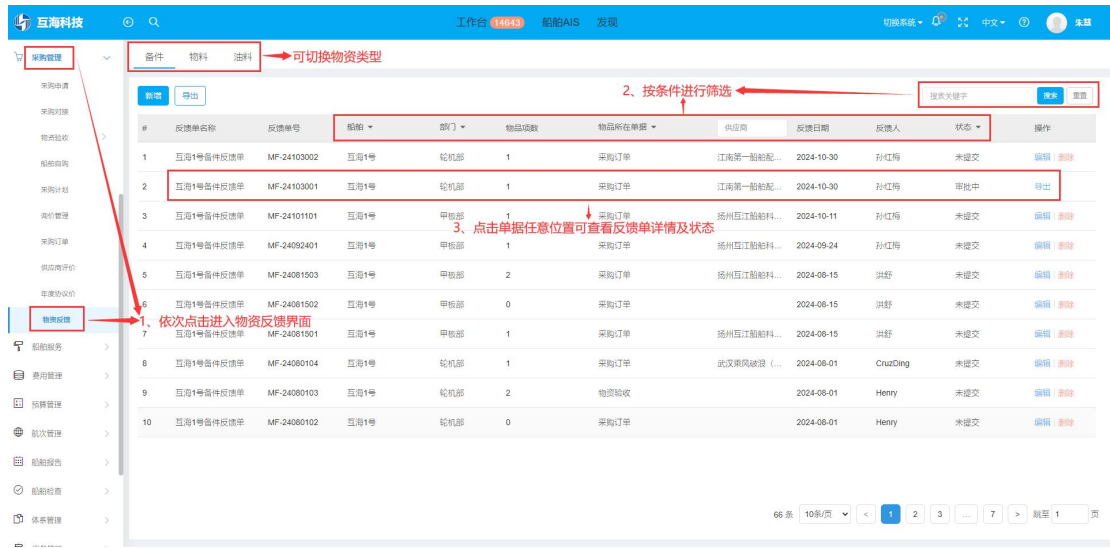 互海科技 工作台 14643 船舶AIS 发现 切换系统 中文 朱慧
采购管理 备件 物料 油料 可切换物资类型
采购申请
采购对接
物资验收
船舶自购
采购计划
询价管理
采购订单
供应商评价
年度协议价
物资反馈
船舶服务
费用管理
预算管理
航次管理
船舶报告
船舶检查
体系管理
新增 导出 2、按条件进行筛选 搜索关键字 搜索 重置
# 反馈单名称 反馈单号 船舶 部门 物品项数 物品所在单据 供应商 反馈日期 反馈人 状态 操作
1 互海1号备件反馈单 MF-24103002 互海1号 轮机部 1 采购订单 江南第一船舶配... 2024-10-30 孙红梅 未提交 编辑 删除
2 互海1号备件反馈单 MF-24103001 互海1号 轮机部 1 采购订单 江南第一船舶配... 2024-10-30 孙红梅 审批中 导出
3 互海1号备件反馈单 MF-24101101 互海1号 甲板部 1 采购订单 扬州互江船舶科... 2024-10-11 孙红梅 未提交 编辑 删除
3、点击单据任意位置可查看反馈单详情及状态
4 互海1号备件反馈单 MF-24092401 互海1号 甲板部 1 采购订单 扬州互江船舶科... 2024-09-24 孙红梅 未提交 编辑 删除
5 互海1号备件反馈单 MF-24081503 互海1号 甲板部 2 采购订单 2024-08-15 洪舒 未提交 编辑 删除
6 互海1号备件反馈单 MF-24081502 互海1号 甲板部 0 采购订单 2024-08-15 洪舒 未提交 编辑 删除
1、依次点击进入物资反馈界面
7 互海1号备件反馈单 MF-24081501 互海1号 甲板部 1 采购订单 扬州互江船舶科... 2024-08-15 洪舒 未提交 编辑 删除
8 互海1号备件反馈单 MF-24080104 互海1号 轮机部 1 采购订单 武汉乘风破浪（... 2024-08-01 CruzDing 未提交 编辑 删除
9 互海1号备件反馈单 MF-24080103 互海1号 轮机部 2 物资验收 2024-08-01 Henry 未提交 编辑 删除
10 互海1号备件反馈单 MF-24080102 互海1号 轮机部 0 采购订单 2024-08-01 Henry 未提交 编辑 删除
66 条 10条/页 < 1 2 3 ... 7 > 跳至 1 页